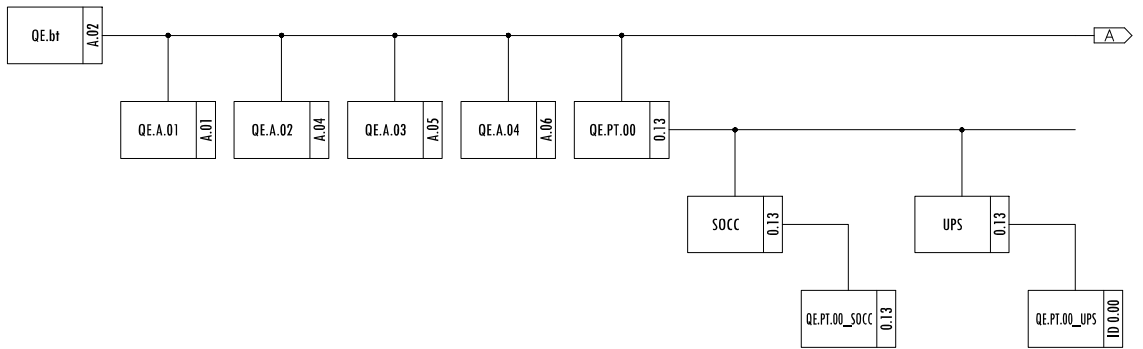 QE.bt A.02
A
QE.A.01 A.01
QE.A.02 A.04
QE.A.03 A.05
QE.A.04 A.06
QE.PT.00 0.13
SOCC 0.13
UPS 0.13
QE.PT.00_SOCC 0.13
QE.PT.00_UPS ID 0.00